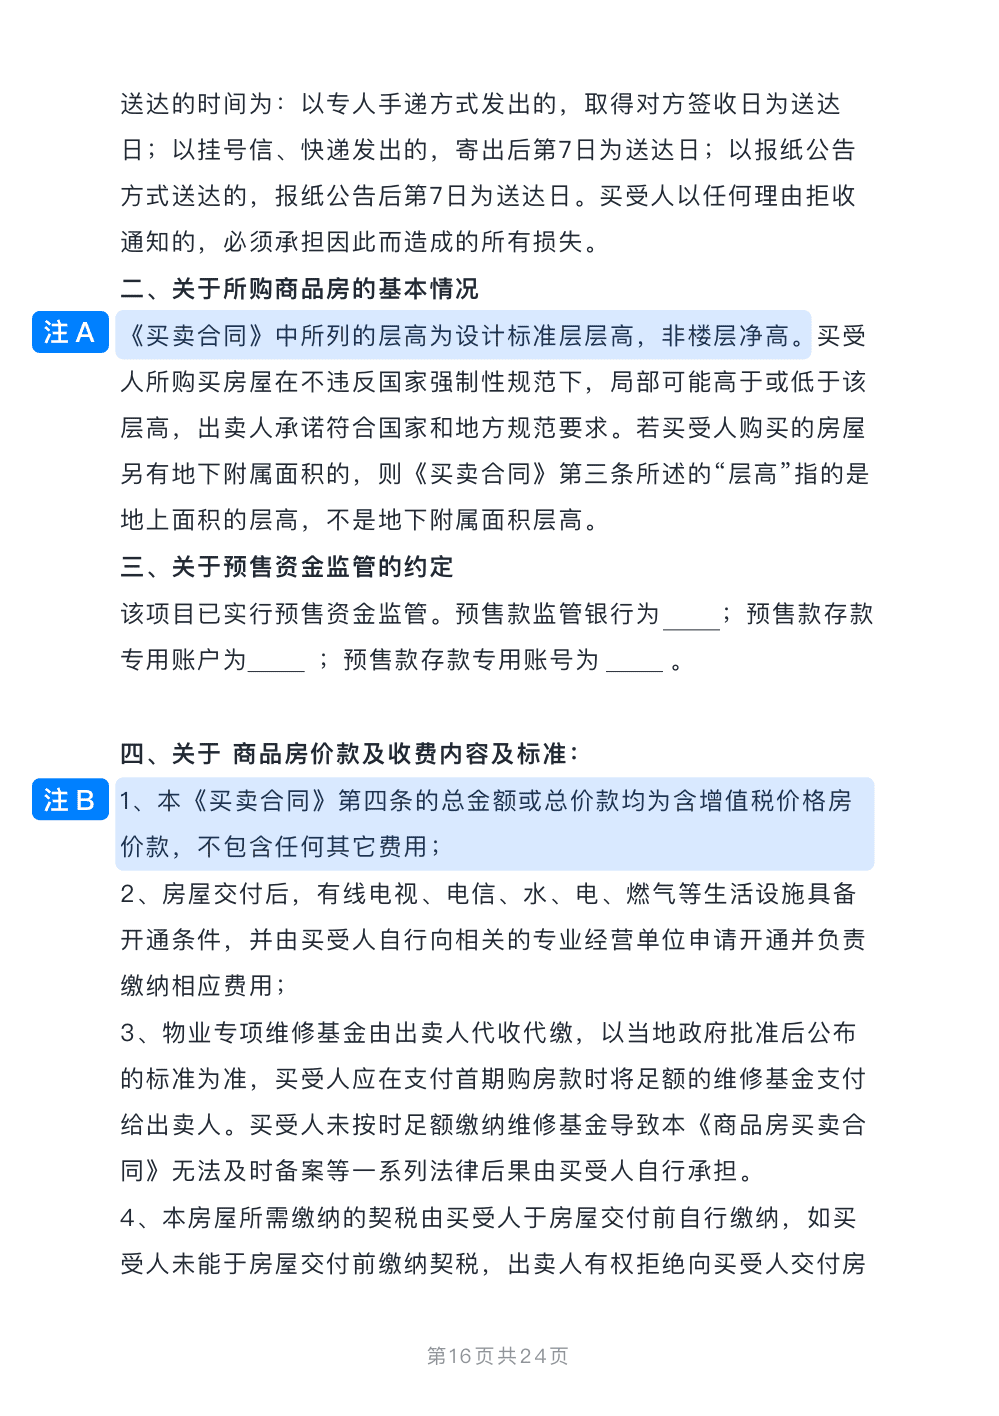 送达的时间为：以专人手递方式发出的，取得对方签收日为送达
日；以挂号信、快递发出的，寄出后第7日为送达日；以报纸公告
方式送达的，报纸公告后第7日为送达日。买受人以任何理由拒收
通知的，必须承担因此而造成的所有损失。
二、关于所购商品房的基本情况
注 A
《买卖合同》中所列的层高为设计标准层层高，非楼层净高。买受
人所购买房屋在不违反国家强制性规范下，局部可能高于或低于该
层高，出卖人承诺符合国家和地方规范要求。若买受人购买的房屋
另有地下附属面积的，则《买卖合同》第三条所述的“层高”指的是
地上面积的层高，不是地下附属面积层高。
三、关于预售资金监管的约定
该项目已实行预售资金监管。预售款监管银行为____；预售款存款
专用账户为____ ；预售款存款专用账号为 ____ 。
四、关于 商品房价款及收费内容及标准：
注 B
1、本《买卖合同》第四条的总金额或总价款均为含增值税价格房
价款，不包含任何其它费用；
2、房屋交付后，有线电视、电信、水、电、燃气等生活设施具备
开通条件，并由买受人自行向相关的专业经营单位申请开通并负责
缴纳相应费用；
3、物业专项维修基金由出卖人代收代缴，以当地政府批准后公布
的标准为准，买受人应在支付首期购房款时将足额的维修基金支付
给出卖人。买受人未按时足额缴纳维修基金导致本《商品房买卖合
同》无法及时备案等一系列法律后果由买受人自行承担。
4、本房屋所需缴纳的契税由买受人于房屋交付前自行缴纳，如买
受人未能于房屋交付前缴纳契税，出卖人有权拒绝向买受人交付房
第16页共24页